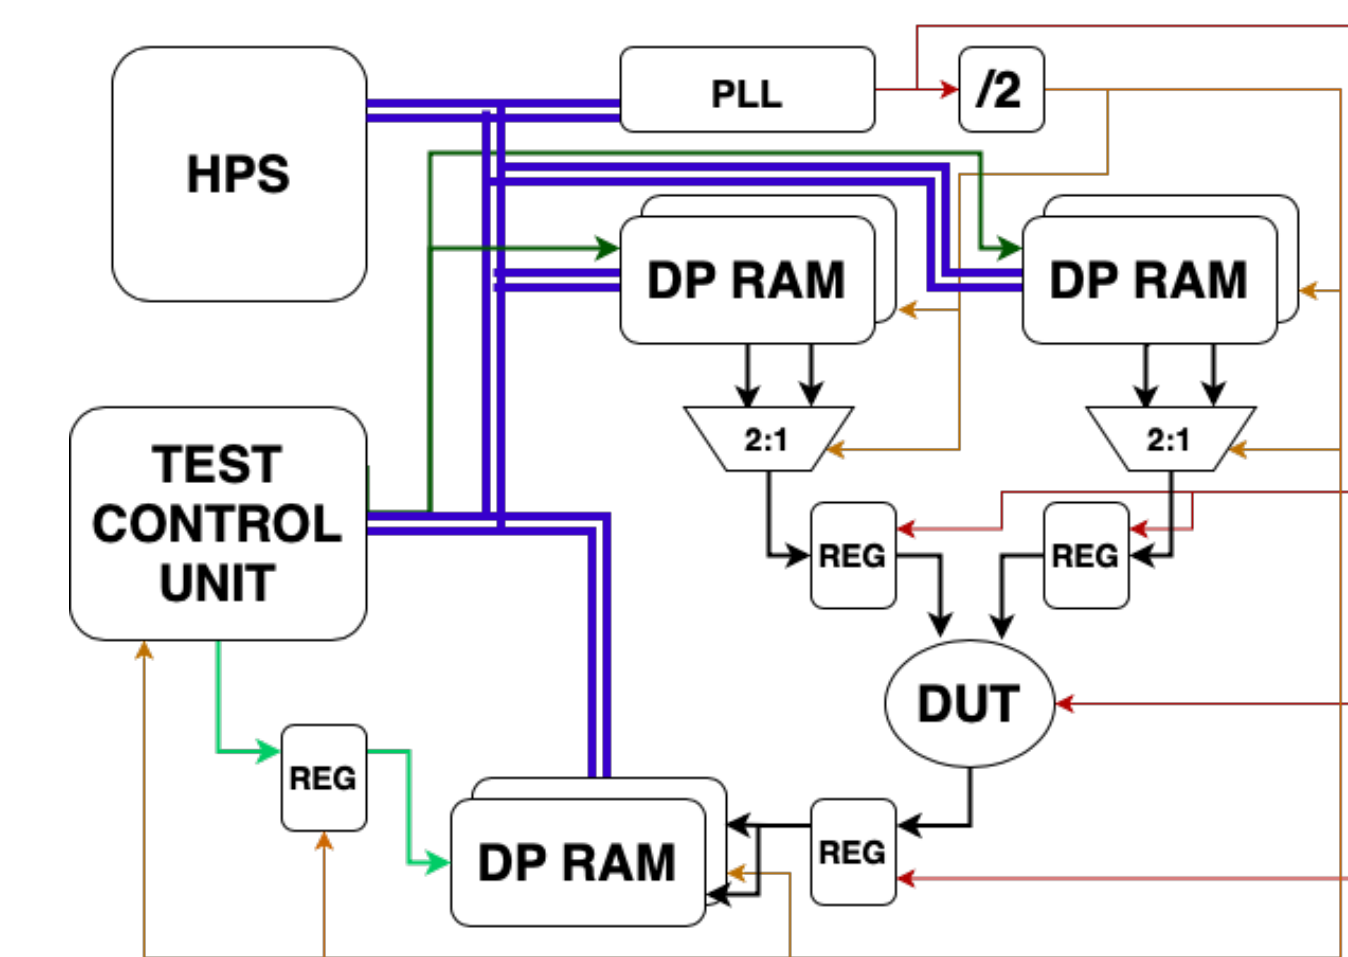 PLL
/2
HPS
DP RAM
DP RAM
2:1
2:1
TEST
CONTROL
UNIT
REG
REG
DUT
REG
REG
DP RAM